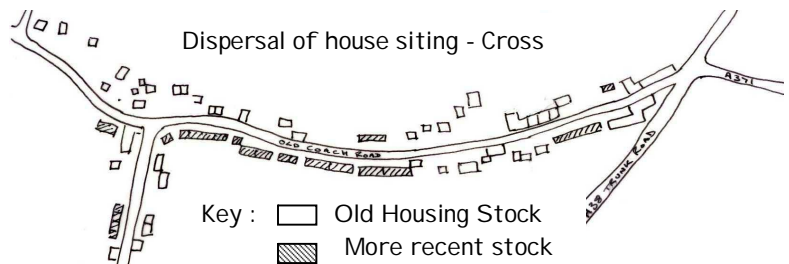 Dispersal of house siting - Cross
A371
OLD COACH ROAD
A38 TRUNK ROAD
Key :
Old Housing Stock
More recent stock